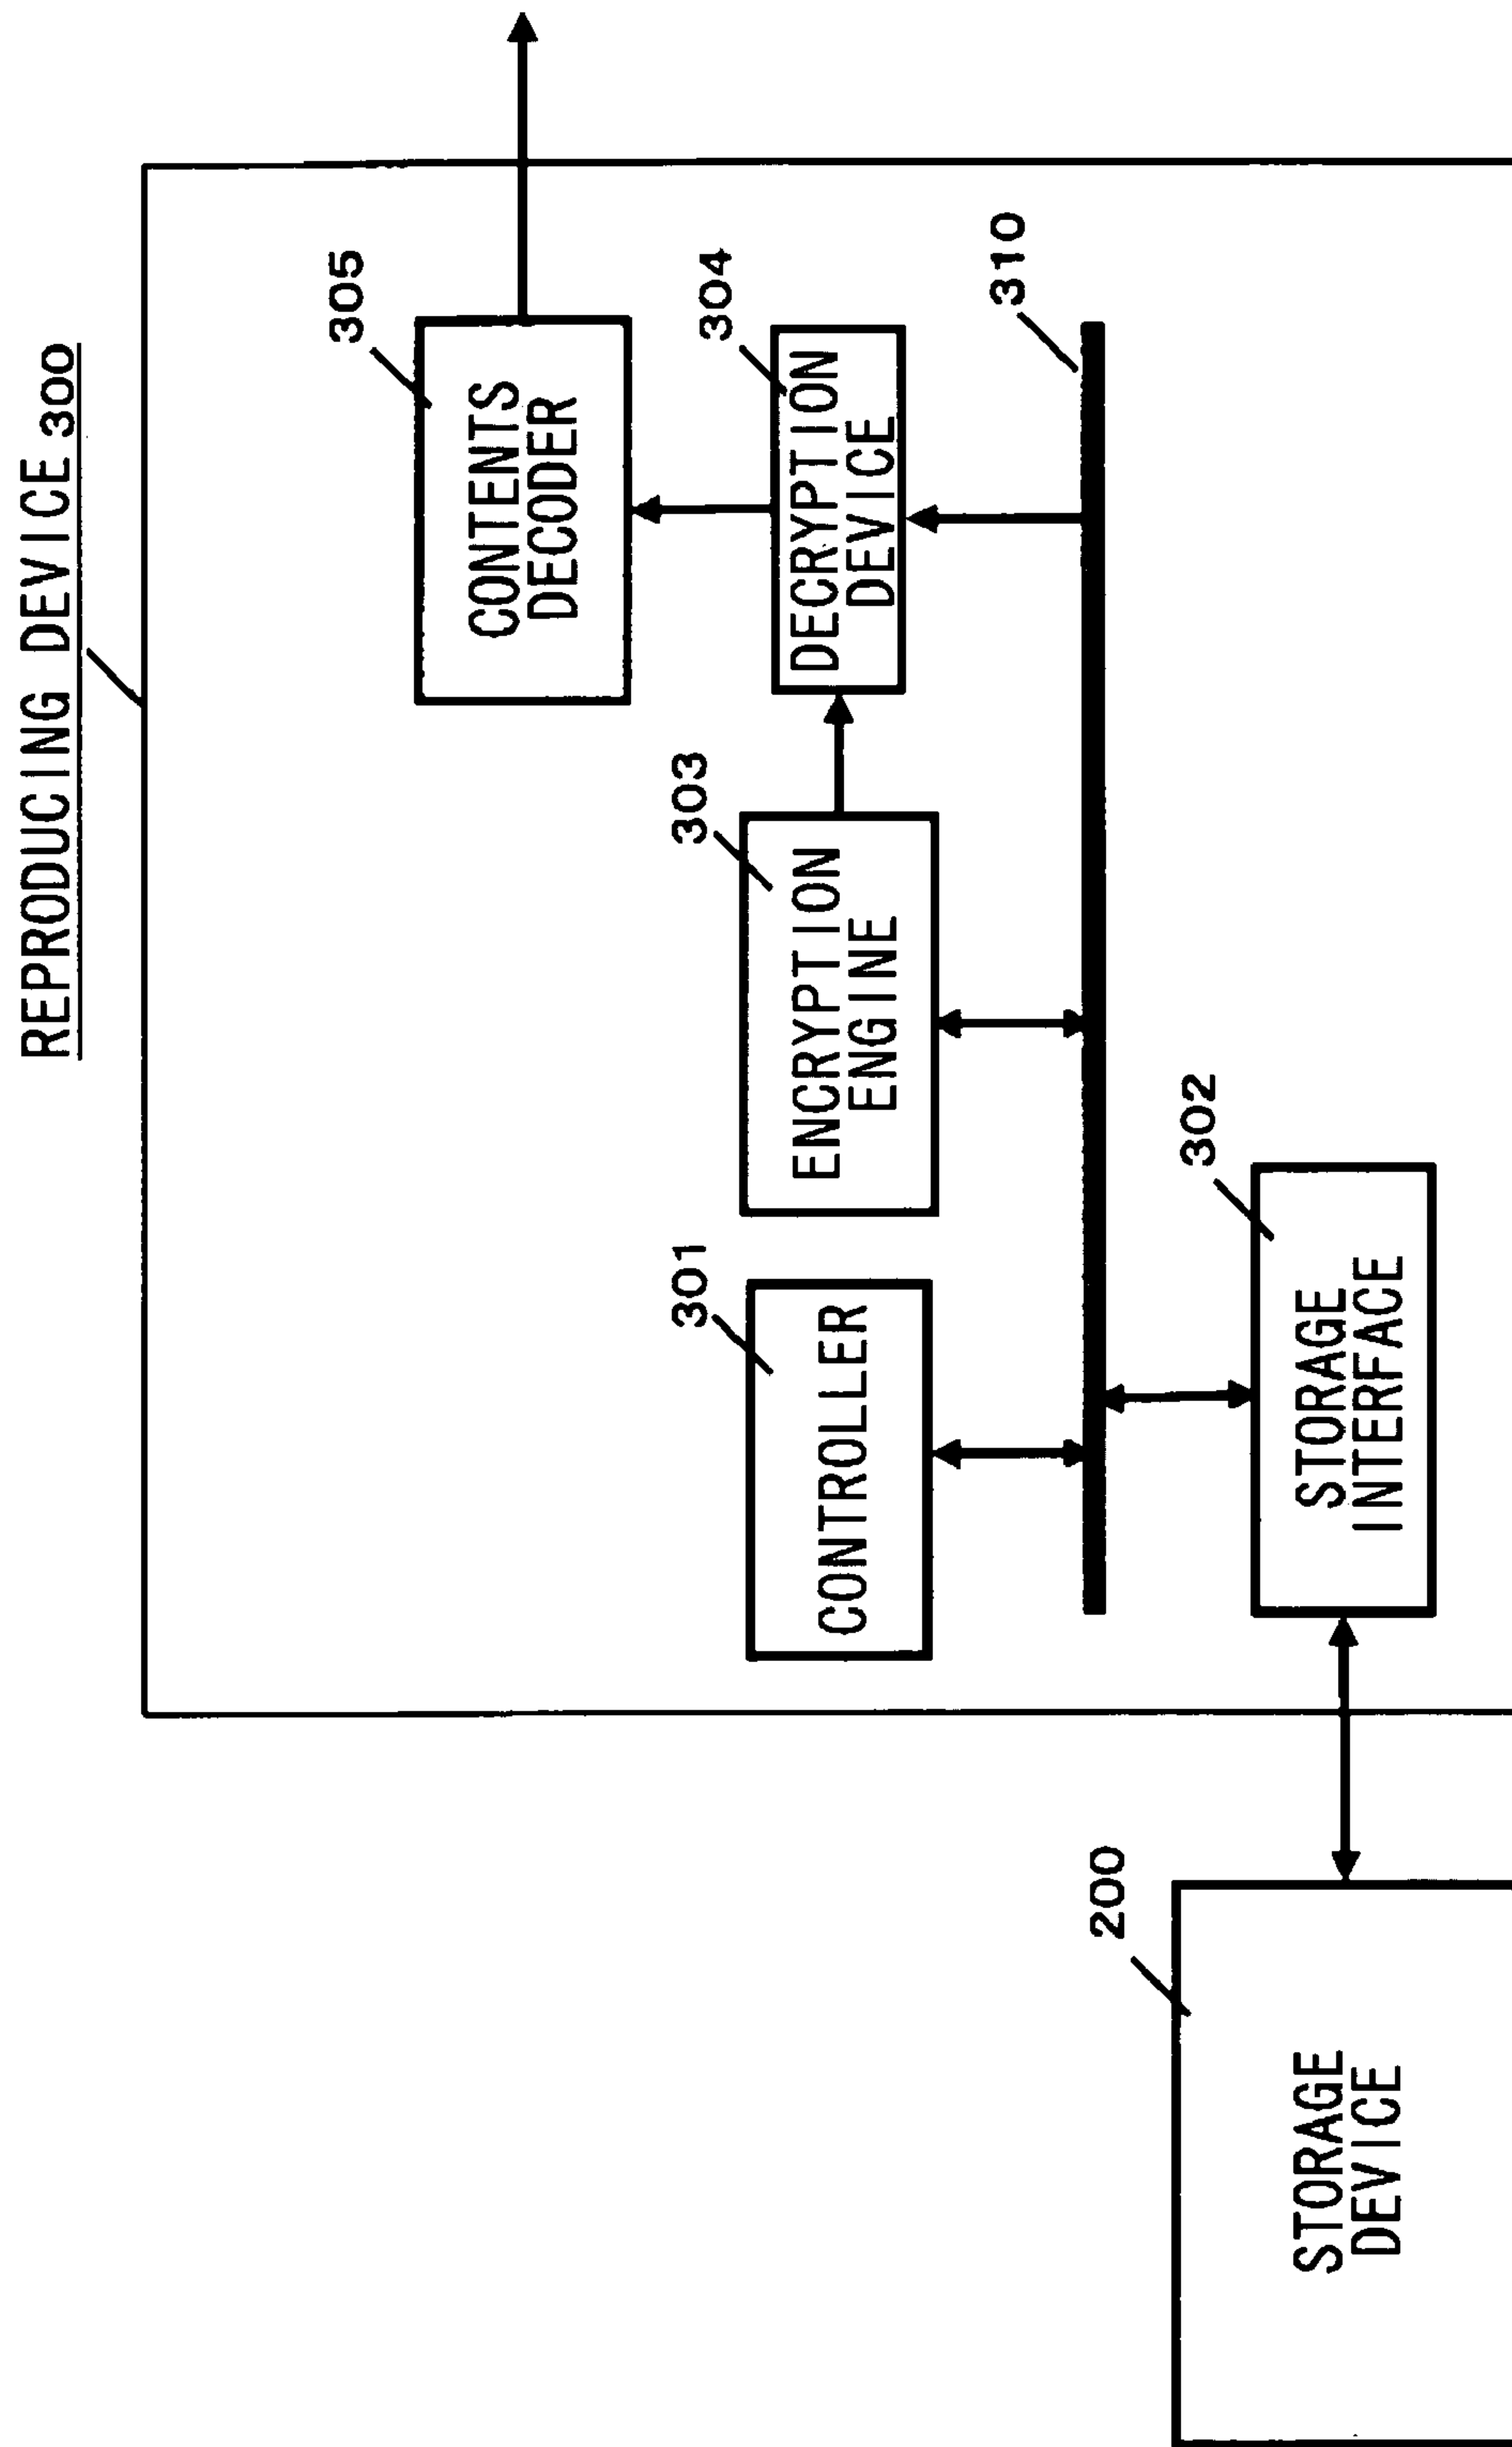 REPRODUCING DEVICE 300
305
CONTENTS
DECODER
304
DECRYPTION
DEVICE
303
ENCRYPTION
ENGINE
301
CONTROLLER
310
302
STORAGE
INTERFACE
200
STORAGE
DEVICE